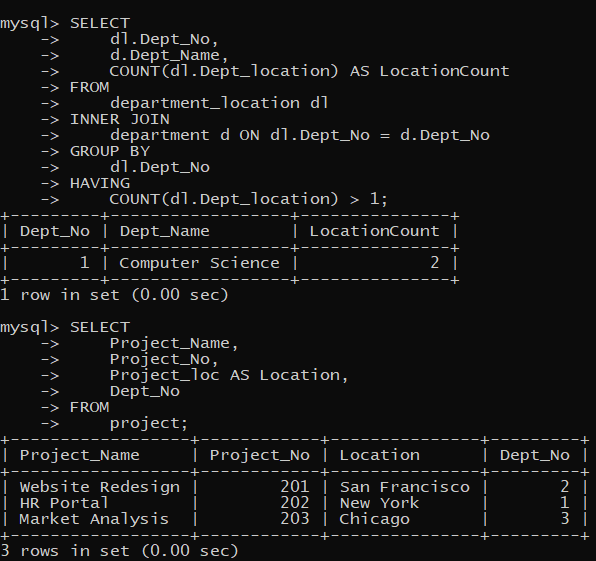 mysql> SELECT
    ->     dl.Dept_No,
    ->     d.Dept_Name,
    ->     COUNT(dl.Dept_location) AS LocationCount
    -> FROM
    ->     department_location dl
    -> INNER JOIN
    ->     department d ON dl.Dept_No = d.Dept_No
    -> GROUP BY
    ->     dl.Dept_No
    -> HAVING
    ->     COUNT(dl.Dept_location) > 1;
+---------+------------------+---------------+
| Dept_No | Dept_Name        | LocationCount |
+---------+------------------+---------------+
|       1 | Computer Science |             2 |
+---------+------------------+---------------+
1 row in set (0.00 sec)

mysql> SELECT
    ->     Project_Name,
    ->     Project_No,
    ->     Project_loc AS Location,
    ->     Dept_No
    -> FROM
    ->     project;
+------------------+------------+---------------+---------+
| Project_Name     | Project_No | Location      | Dept_No |
+------------------+------------+---------------+---------+
| Website Redesign |        201 | San Francisco |       2 |
| HR Portal        |        202 | New York      |       1 |
| Market Analysis  |        203 | Chicago       |       3 |
+------------------+------------+---------------+---------+
3 rows in set (0.00 sec)